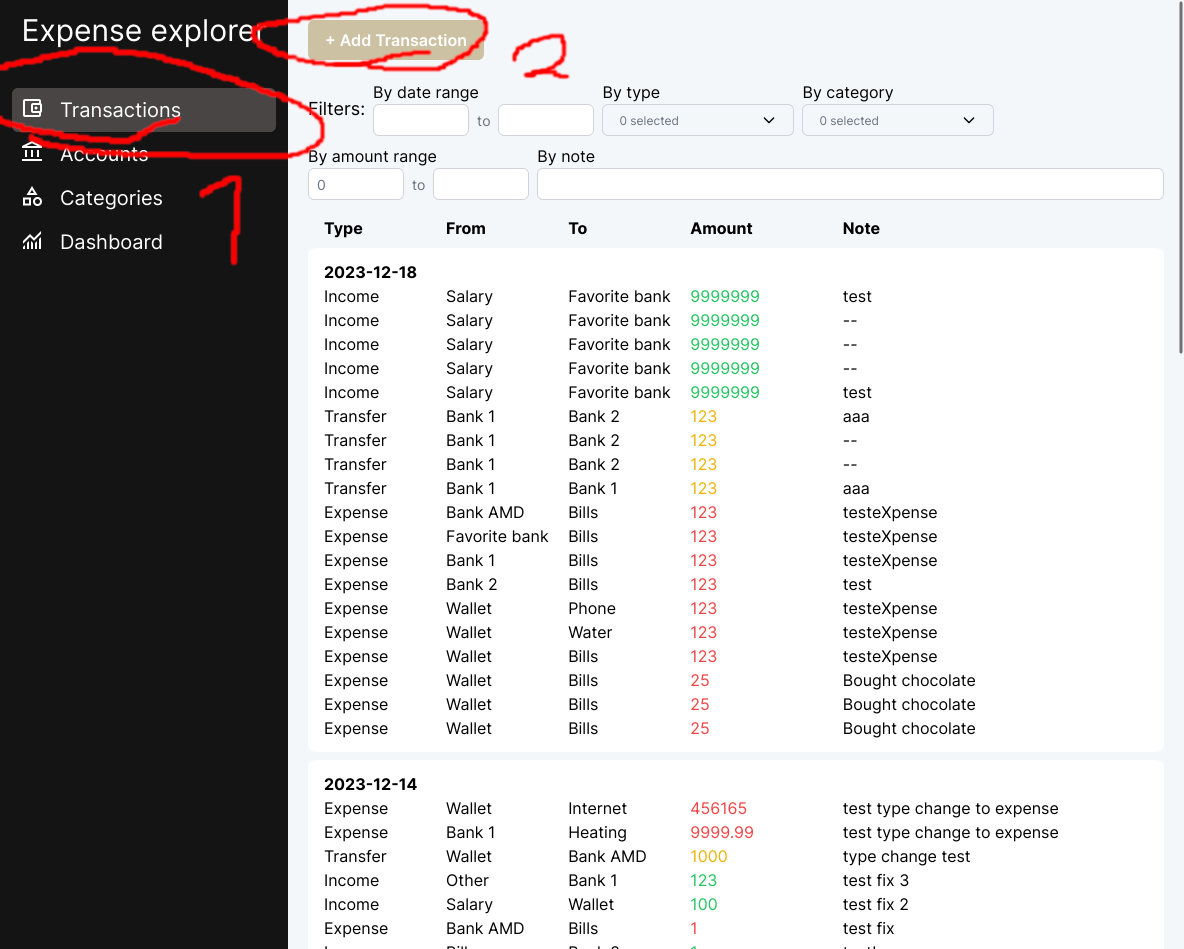 Expense explorer
Transactions
Accounts
Categories
Dashboard
1
+ Add Transaction
2
Filters:
By date range
to
By type
0 selected
By category
0 selected
By amount range
0
to
By note
Type From To Amount Note
2023-12-18
Income Salary Favorite bank 9999999 test
Income Salary Favorite bank 9999999 --
Income Salary Favorite bank 9999999 --
Income Salary Favorite bank 9999999 --
Income Salary Favorite bank 9999999 test
Transfer Bank 1 Bank 2 123 aaa
Transfer Bank 1 Bank 2 123 --
Transfer Bank 1 Bank 2 123 --
Transfer Bank 1 Bank 1 123 aaa
Expense Bank AMD Bills 123 testeXpense
Expense Favorite bank Bills 123 testeXpense
Expense Bank 1 Bills 123 testeXpense
Expense Bank 2 Bills 123 test
Expense Wallet Phone 123 testeXpense
Expense Wallet Water 123 testeXpense
Expense Wallet Bills 123 testeXpense
Expense Wallet Bills 25 Bought chocolate
Expense Wallet Bills 25 Bought chocolate
Expense Wallet Bills 25 Bought chocolate
2023-12-14
Expense Wallet Internet 456165 test type change to expense
Expense Bank 1 Heating 9999.99 test type change to expense
Transfer Wallet Bank AMD 1000 type change test
Income Other Bank 1 123 test fix 3
Income Salary Wallet 100 test fix 2
Expense Bank AMD Bills 1 test fix